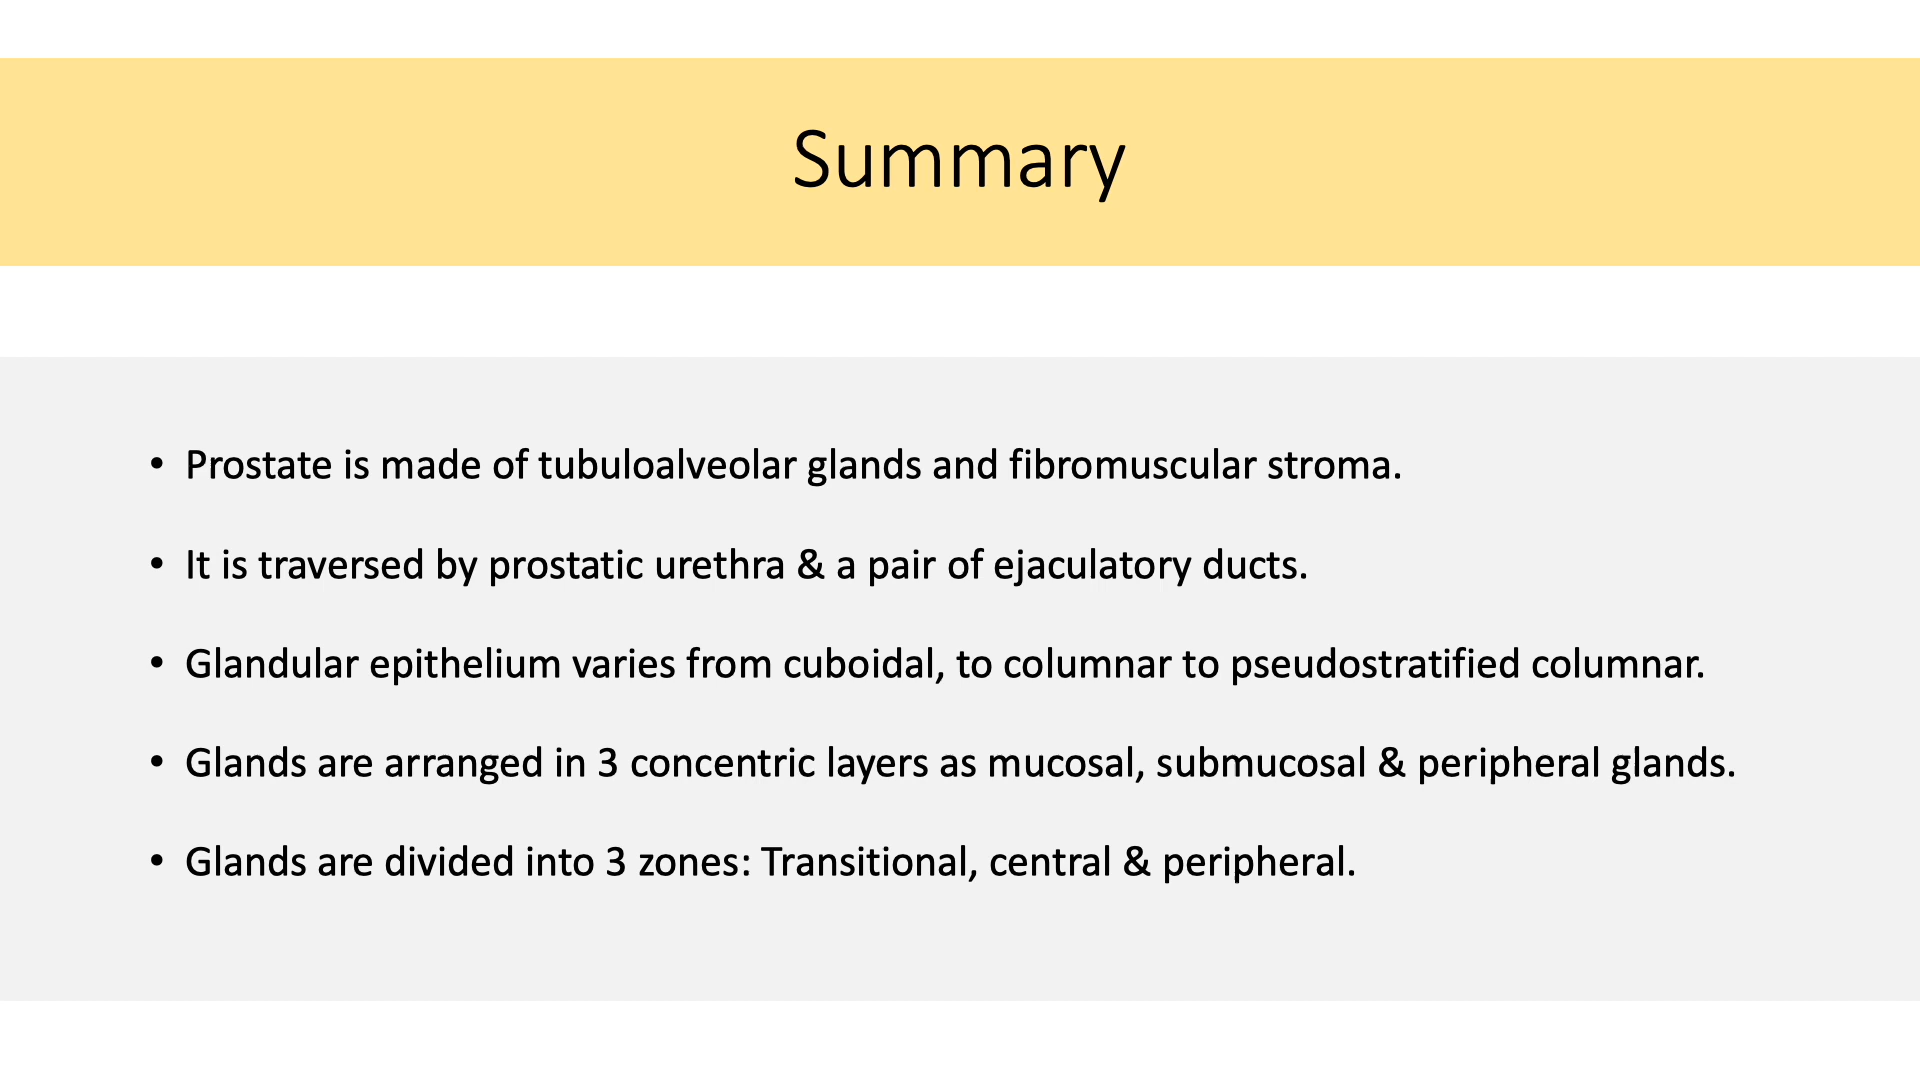 Summary
• Prostate is made of tubuloalveolar glands and fibromuscular stroma.
• It is traversed by prostatic urethra & a pair of ejaculatory ducts.
• Glandular epithelium varies from cuboidal, to columnar to pseudostratified columnar.
• Glands are arranged in 3 concentric layers as mucosal, submucosal & peripheral glands.
• Glands are divided into 3 zones: Transitional, central & peripheral.